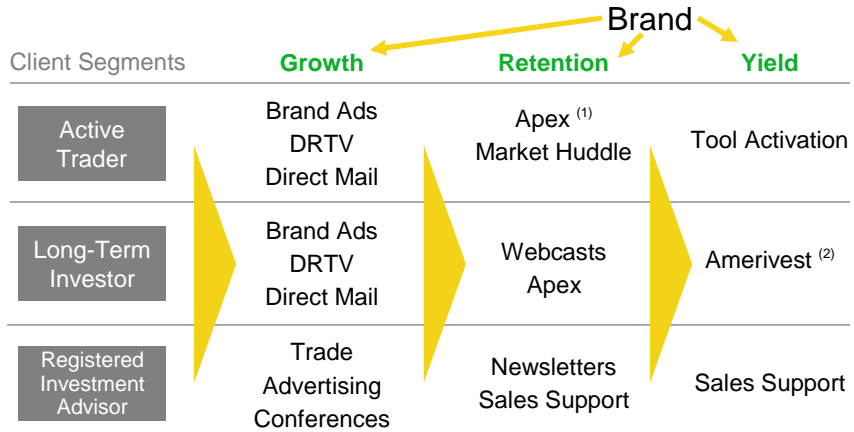 Brand
Client Segments
Growth
Retention
Yield
Active
Trader
Brand Ads
DRTV
Direct Mail
Apex (1)
Market Huddle
Tool Activation
Long-Term
Investor
Brand Ads
DRTV
Direct Mail
Webcasts
Apex
Amerivest (2)
Registered
Investment
Advisor
Trade
Advertising
Conferences
Newsletters
Sales Support
Sales Support